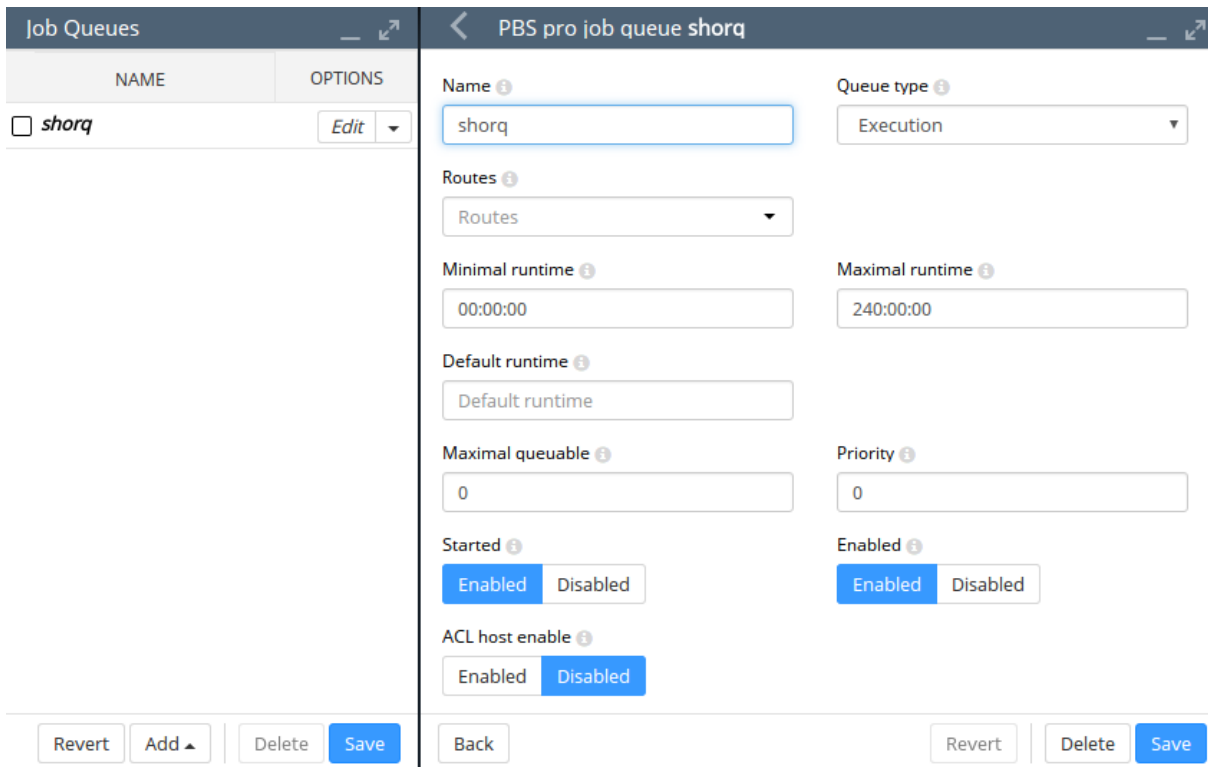 Job Queues
NAME OPTIONS
shorq Edit
Revert Add Delete Save
PBS pro job queue shorq
Name Queue type
shorq Execution
Routes
Routes
Minimal runtime Maximal runtime
00:00:00 240:00:00
Default runtime
Default runtime
Maximal queuable Priority
0 0
Started Enabled
Enabled Disabled Enabled Disabled
ACL host enable
Enabled Disabled
Back Revert Delete Save